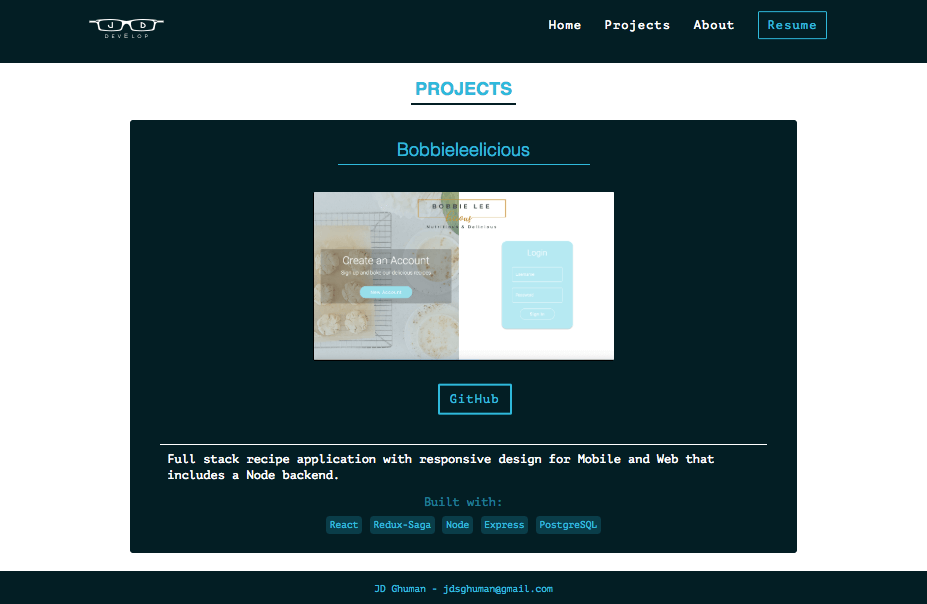 J D
DEVELOP
Home Projects About Resume
PROJECTS
Bobbieleelicious
BOBBIE LEE
Nutritious & Delicious
Create an Account
Sign up and bake our delicious recipes
Login
Sign In
GitHub
Full stack recipe application with responsive design for Mobile and Web that
includes a Node backend.
Built with:
React Redux-Saga Node Express PostgreSQL
JD Ghuman - jdsghuman@gmail.com